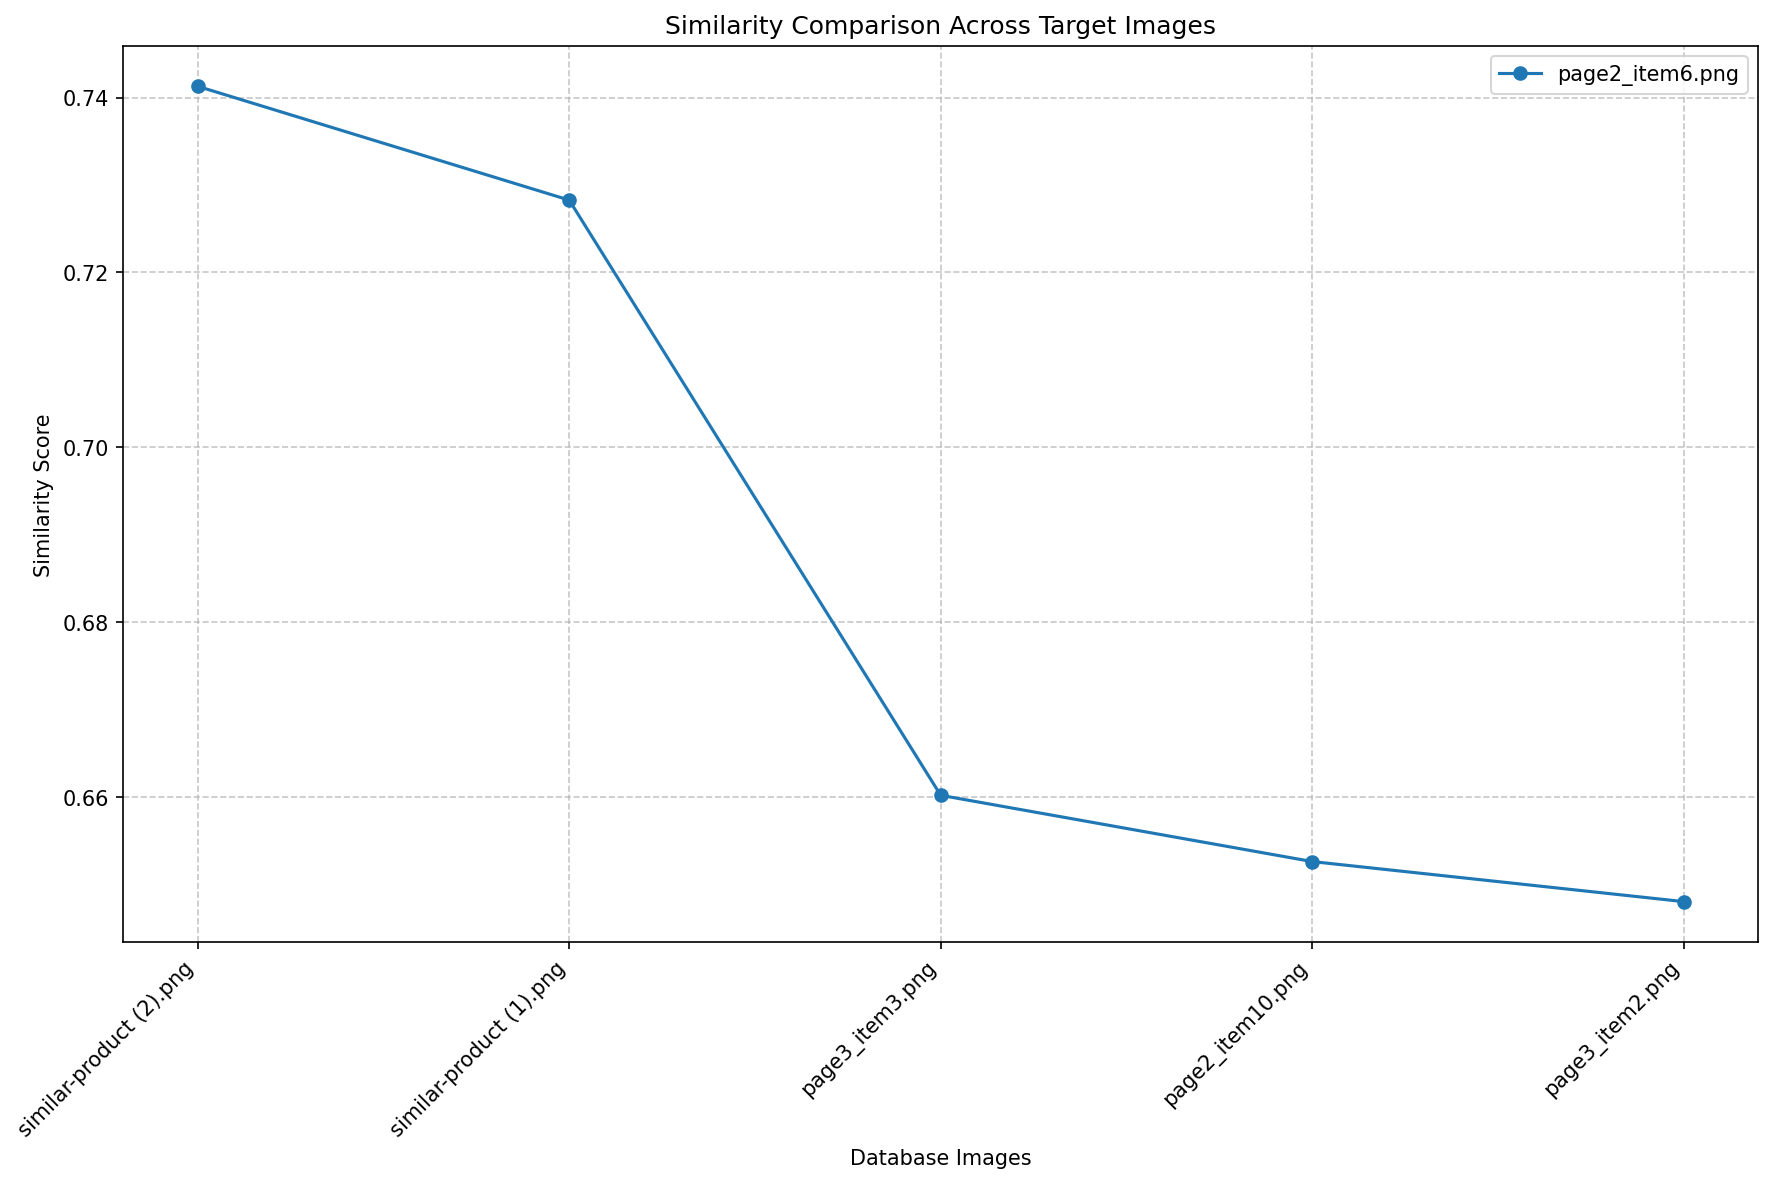 Similarity Comparison Across Target Images
page2_item6.png
0.74
0.72
0.70
0.68
0.66
Similarity Score
similar-product (2).png
similar-product (1).png
page3_item3.png
page2_item10.png
page3_item2.png
Database Images